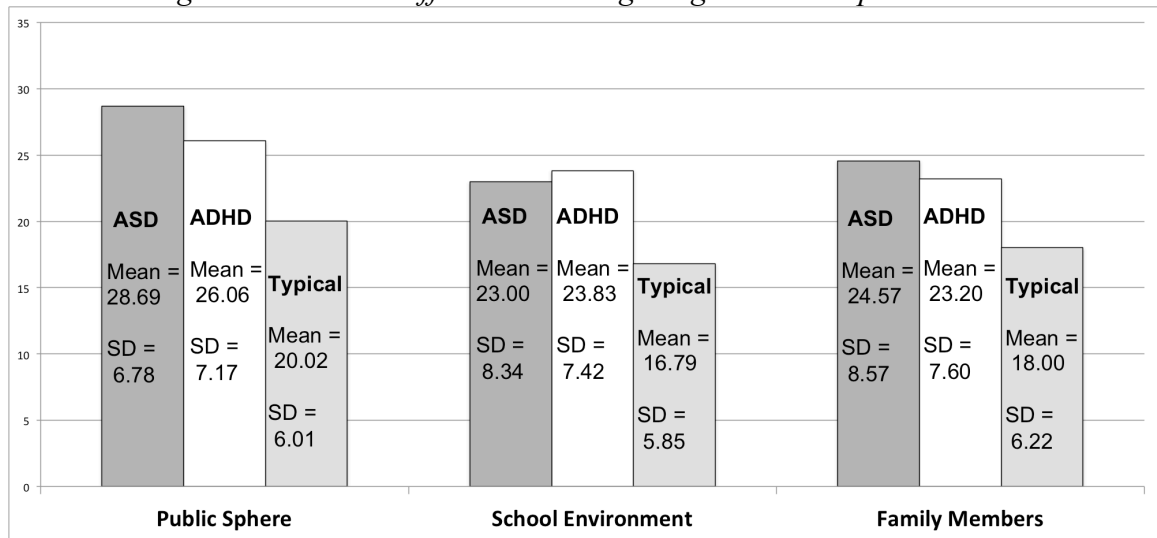 35
30
25
20
15
10
5
0
ASD
Mean =
28.69
SD =
6.78
ADHD
Mean =
26.06
SD =
7.17
Typical
Mean =
20.02
SD =
6.01
ASD
Mean =
23.00
SD =
8.34
ADHD
Mean =
23.83
SD =
7.42
Typical
Mean =
16.79
SD =
5.85
ASD
Mean =
24.57
SD =
8.57
ADHD
Mean =
23.20
SD =
7.60
Typical
Mean =
18.00
SD =
6.22
Public Sphere
School Environment
Family Members